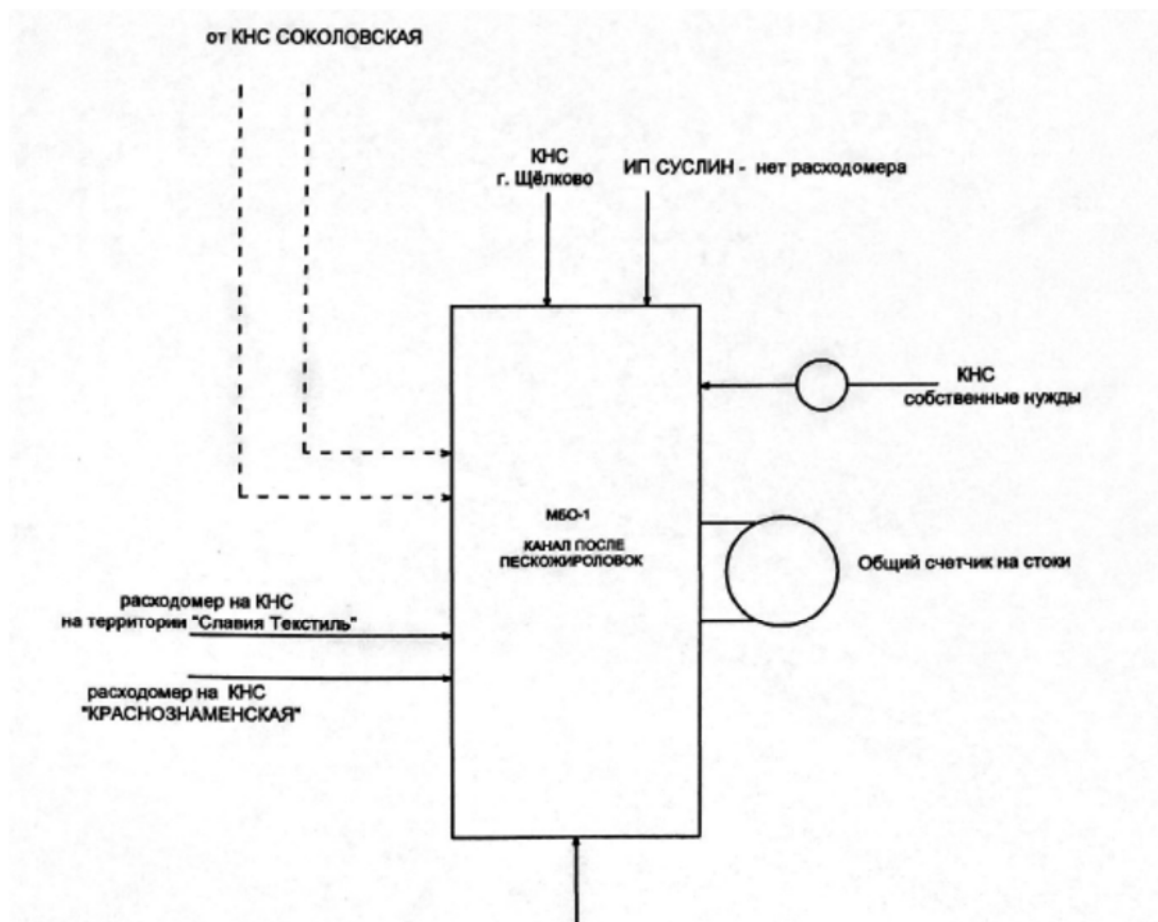 от КНС СОКОЛОВСКАЯ
КНС
г. Щёлково
ИП СУСЛИН - нет расходомера
КНС
собственные нужды
МБО-1
КАНАЛ ПОСЛЕ
ПЕСКОЖИРОЛОВОК
Общий счетчик на стоки
расходомер на КНС
на территории "Славия Текстиль"
расходомер на КНС
"КРАСНОЗНАМЕНСКАЯ"